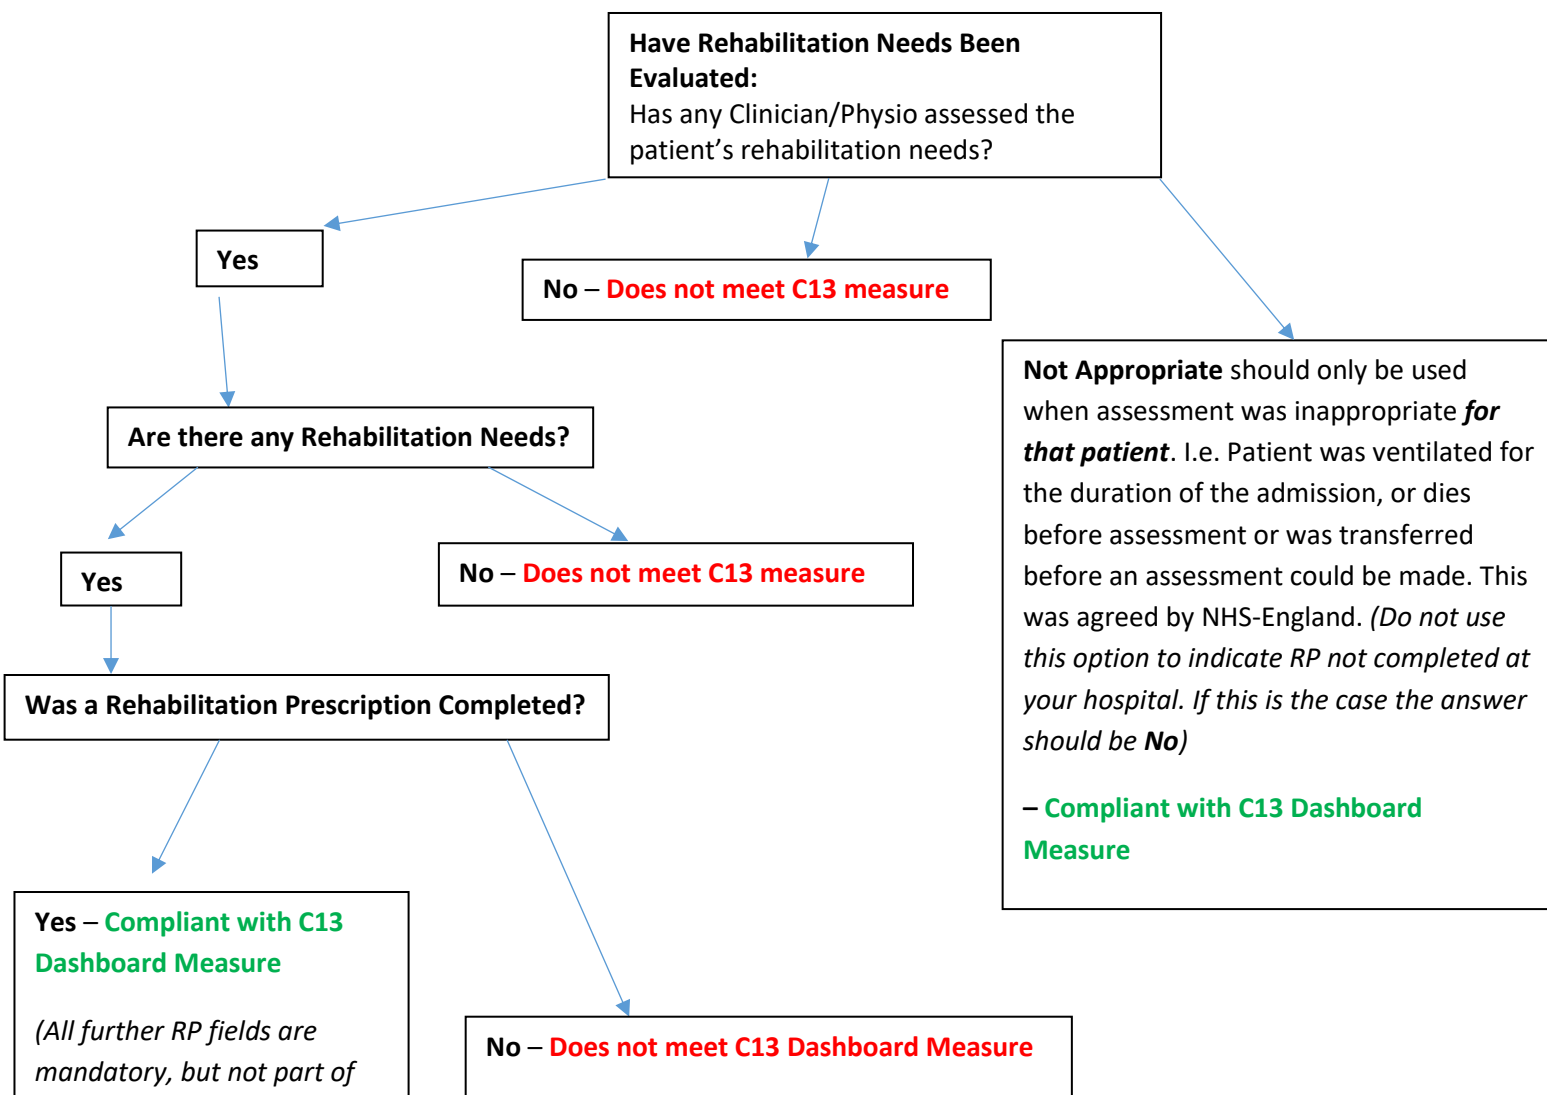 Have Rehabilitation Needs Been
Evaluated:
Has any Clinician/Physio assessed the
patient’s rehabilitation needs?
Yes
No – Does not meet C13 measure
Not Appropriate should only be used
when assessment was inappropriate for
that patient. I.e. Patient was ventilated for
the duration of the admission, or dies
before assessment or was transferred
before an assessment could be made. This
was agreed by NHS-England. (Do not use
this option to indicate RP not completed at
your hospital. If this is the case the answer
should be No)
– Compliant with C13 Dashboard
Measure
Are there any Rehabilitation Needs?
Yes
No – Does not meet C13 measure
Was a Rehabilitation Prescription Completed?
Yes – Compliant with C13
Dashboard Measure
(All further RP fields are
mandatory, but not part of
No – Does not meet C13 Dashboard Measure